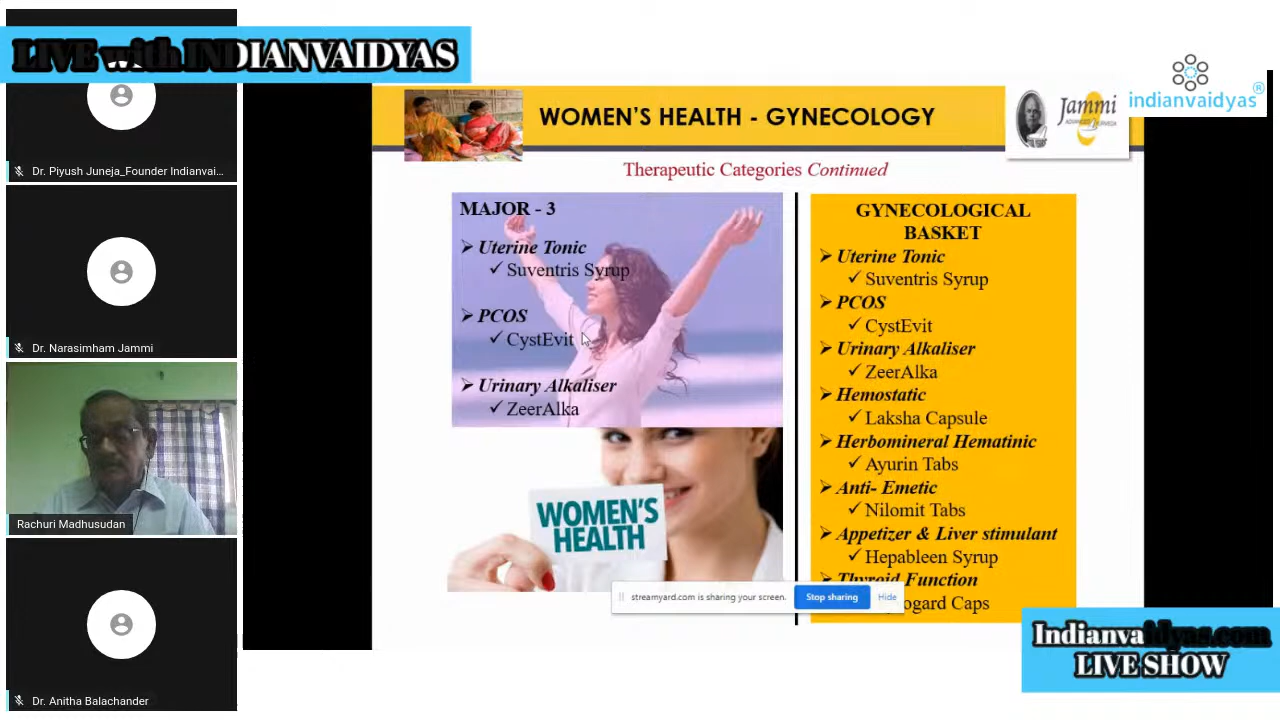 LIVE with INDIANVAIDYAS
Dr. Piyush Juneja_Founder Indianvai...
Dr. Narasimham Jammi
Rachuri Madhusudan
Dr. Anitha Balachander
WOMEN'S HEALTH - GYNECOLOGY
Jammi
indianvaidyas®
Therapeutic Categories Continued
MAJOR - 3
➢ Uterine Tonic
✓ Suventris Syrup
➢ PCOS
✓ CystEvit
➢ Urinary Alkaliser
✓ ZeerAlka
WOMEN'S
HEALTH
GYNECOLOGICAL
BASKET
➢ Uterine Tonic
✓ Suventris Syrup
➢ PCOS
✓ CystEvit
➢ Urinary Alkaliser
✓ ZeerAlka
➢ Hemostatic
✓ Laksha Capsule
➢ Herbomineral Hematinic
✓ Ayurin Tabs
➢ Anti- Emetic
✓ Nilomit Tabs
➢ Appetizer & Liver stimulant
✓ Hepableen Syrup
➢ Thyroid Function
Caps
streamyard.com is sharing your screen.
Stop sharing
Hide
Indianvaidyas.com
LIVE SHOW